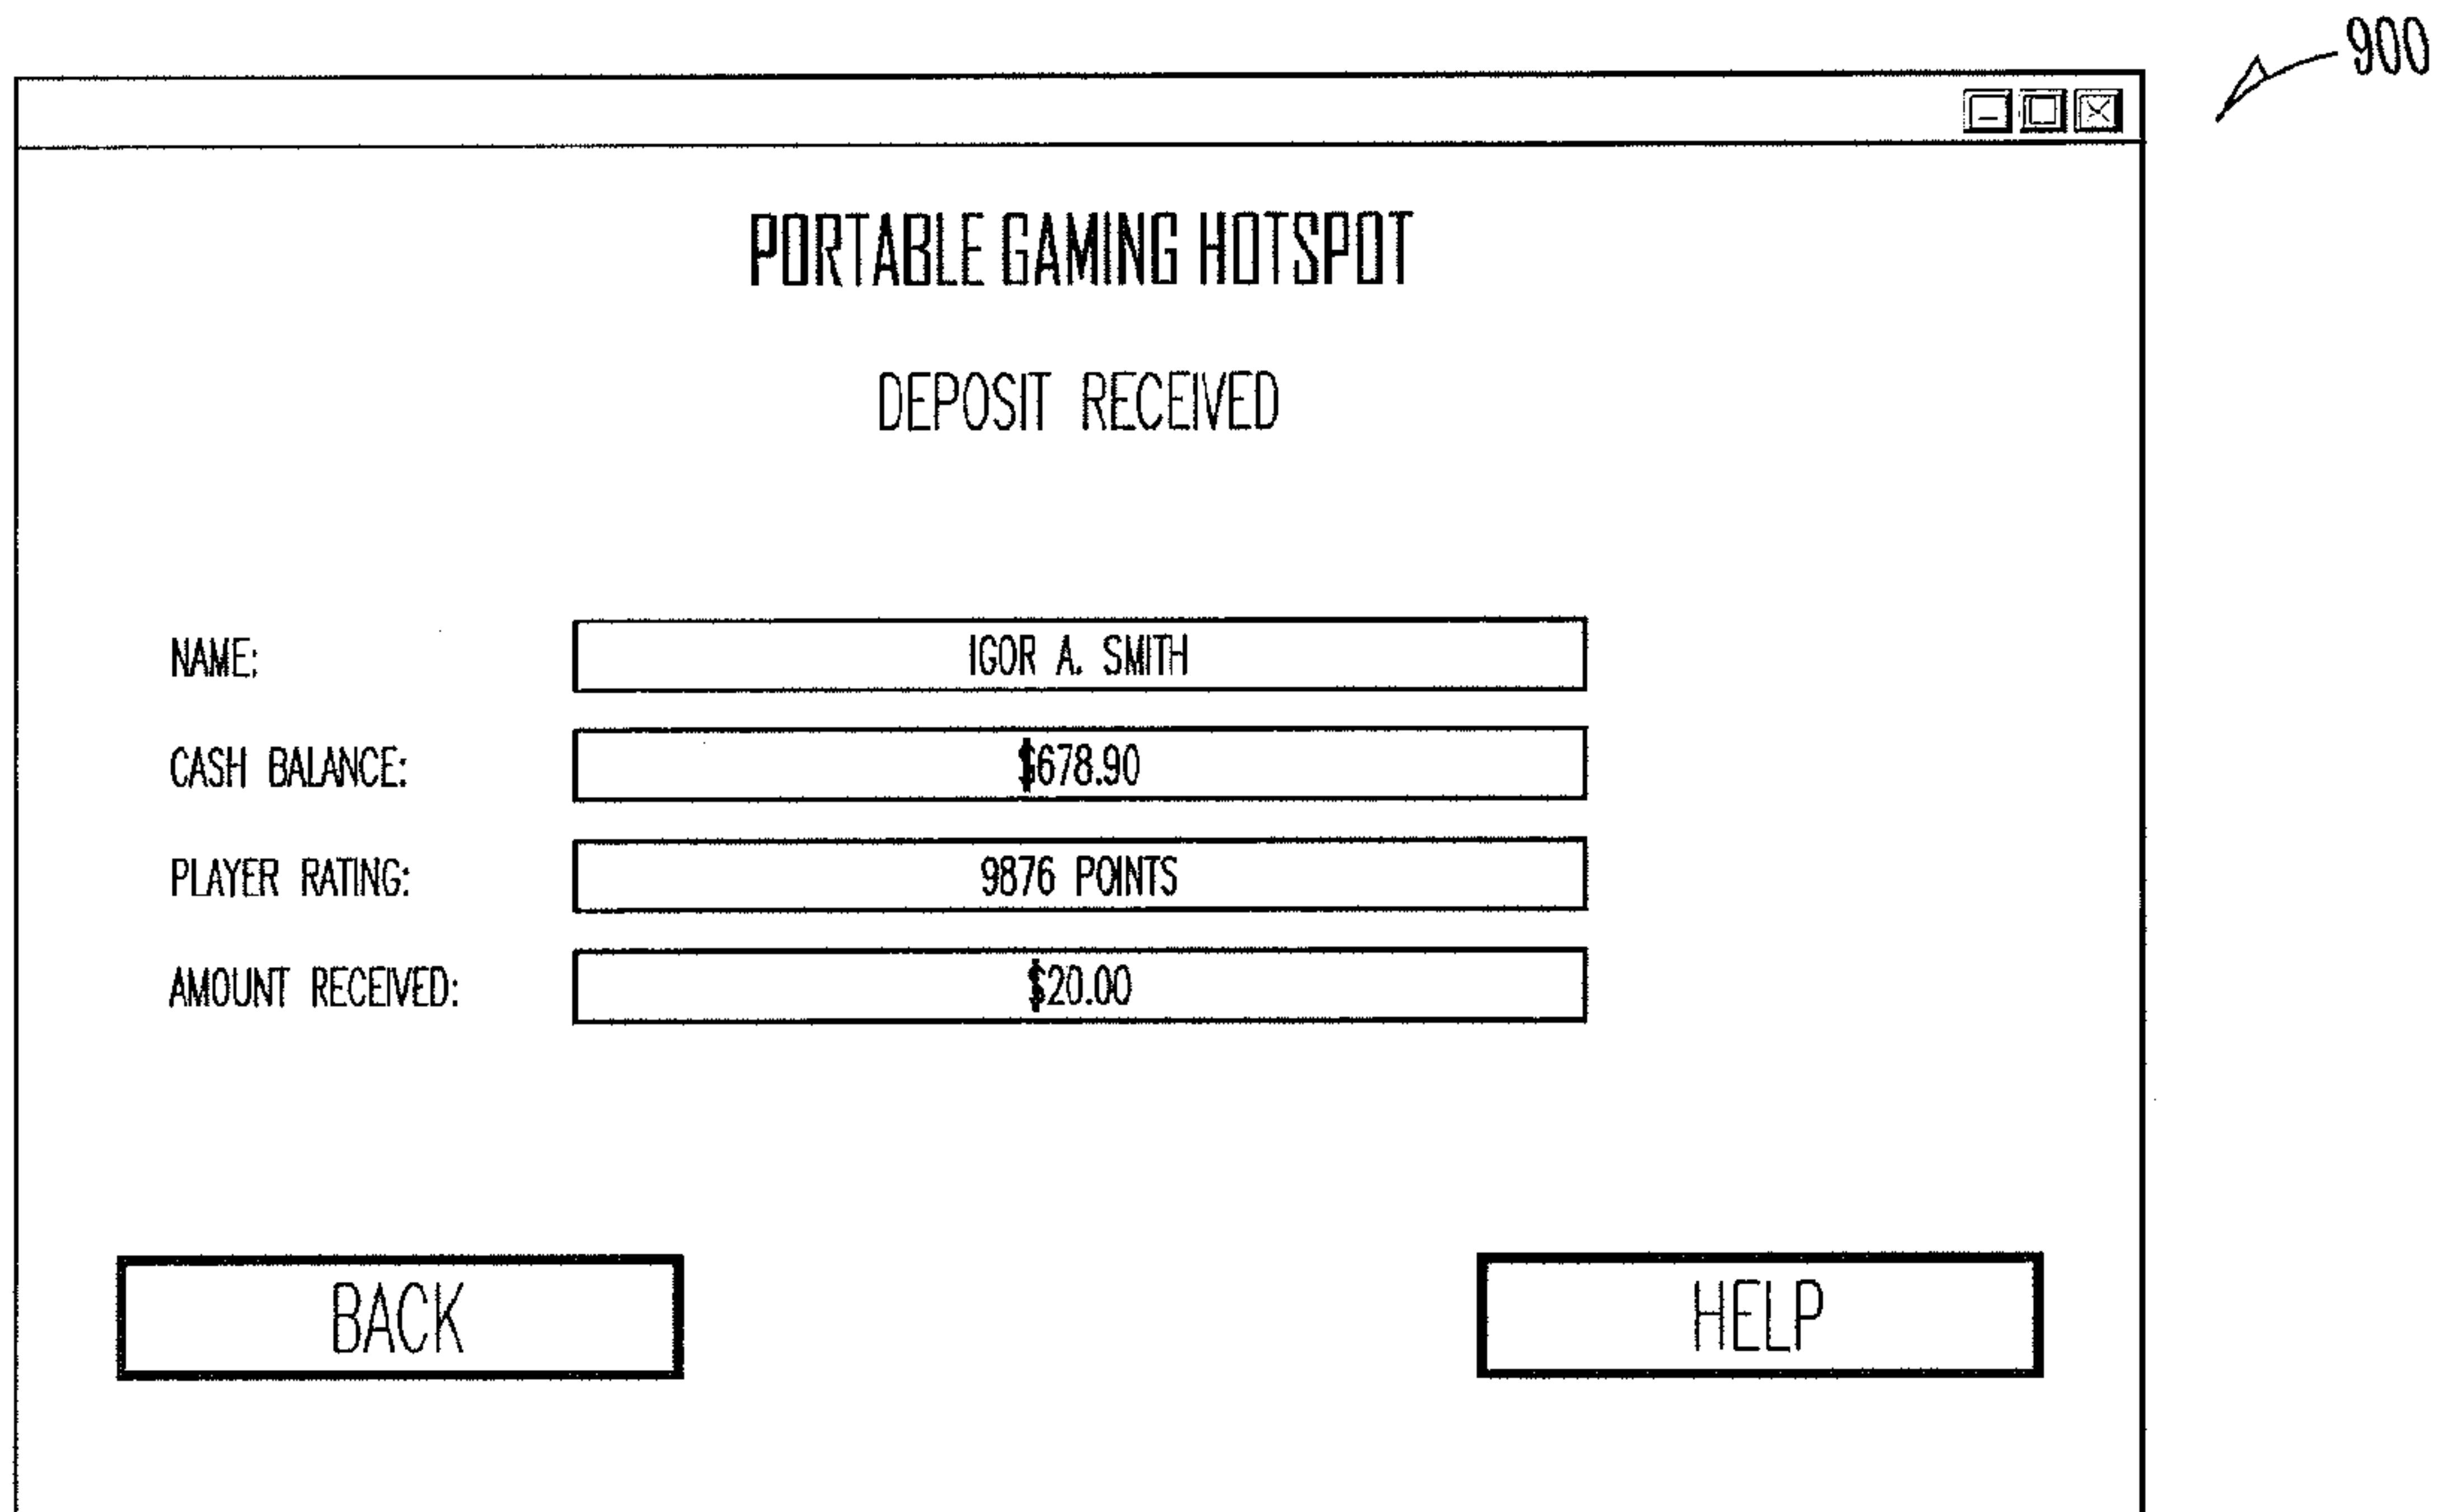 900
PORTABLE GAMING HOTSPOT
DEPOSIT RECEIVED
NAME: IGOR A. SMITH
CASH BALANCE: $678.90
PLAYER RATING: 9876 POINTS
AMOUNT RECEIVED: $20.00
BACK HELP